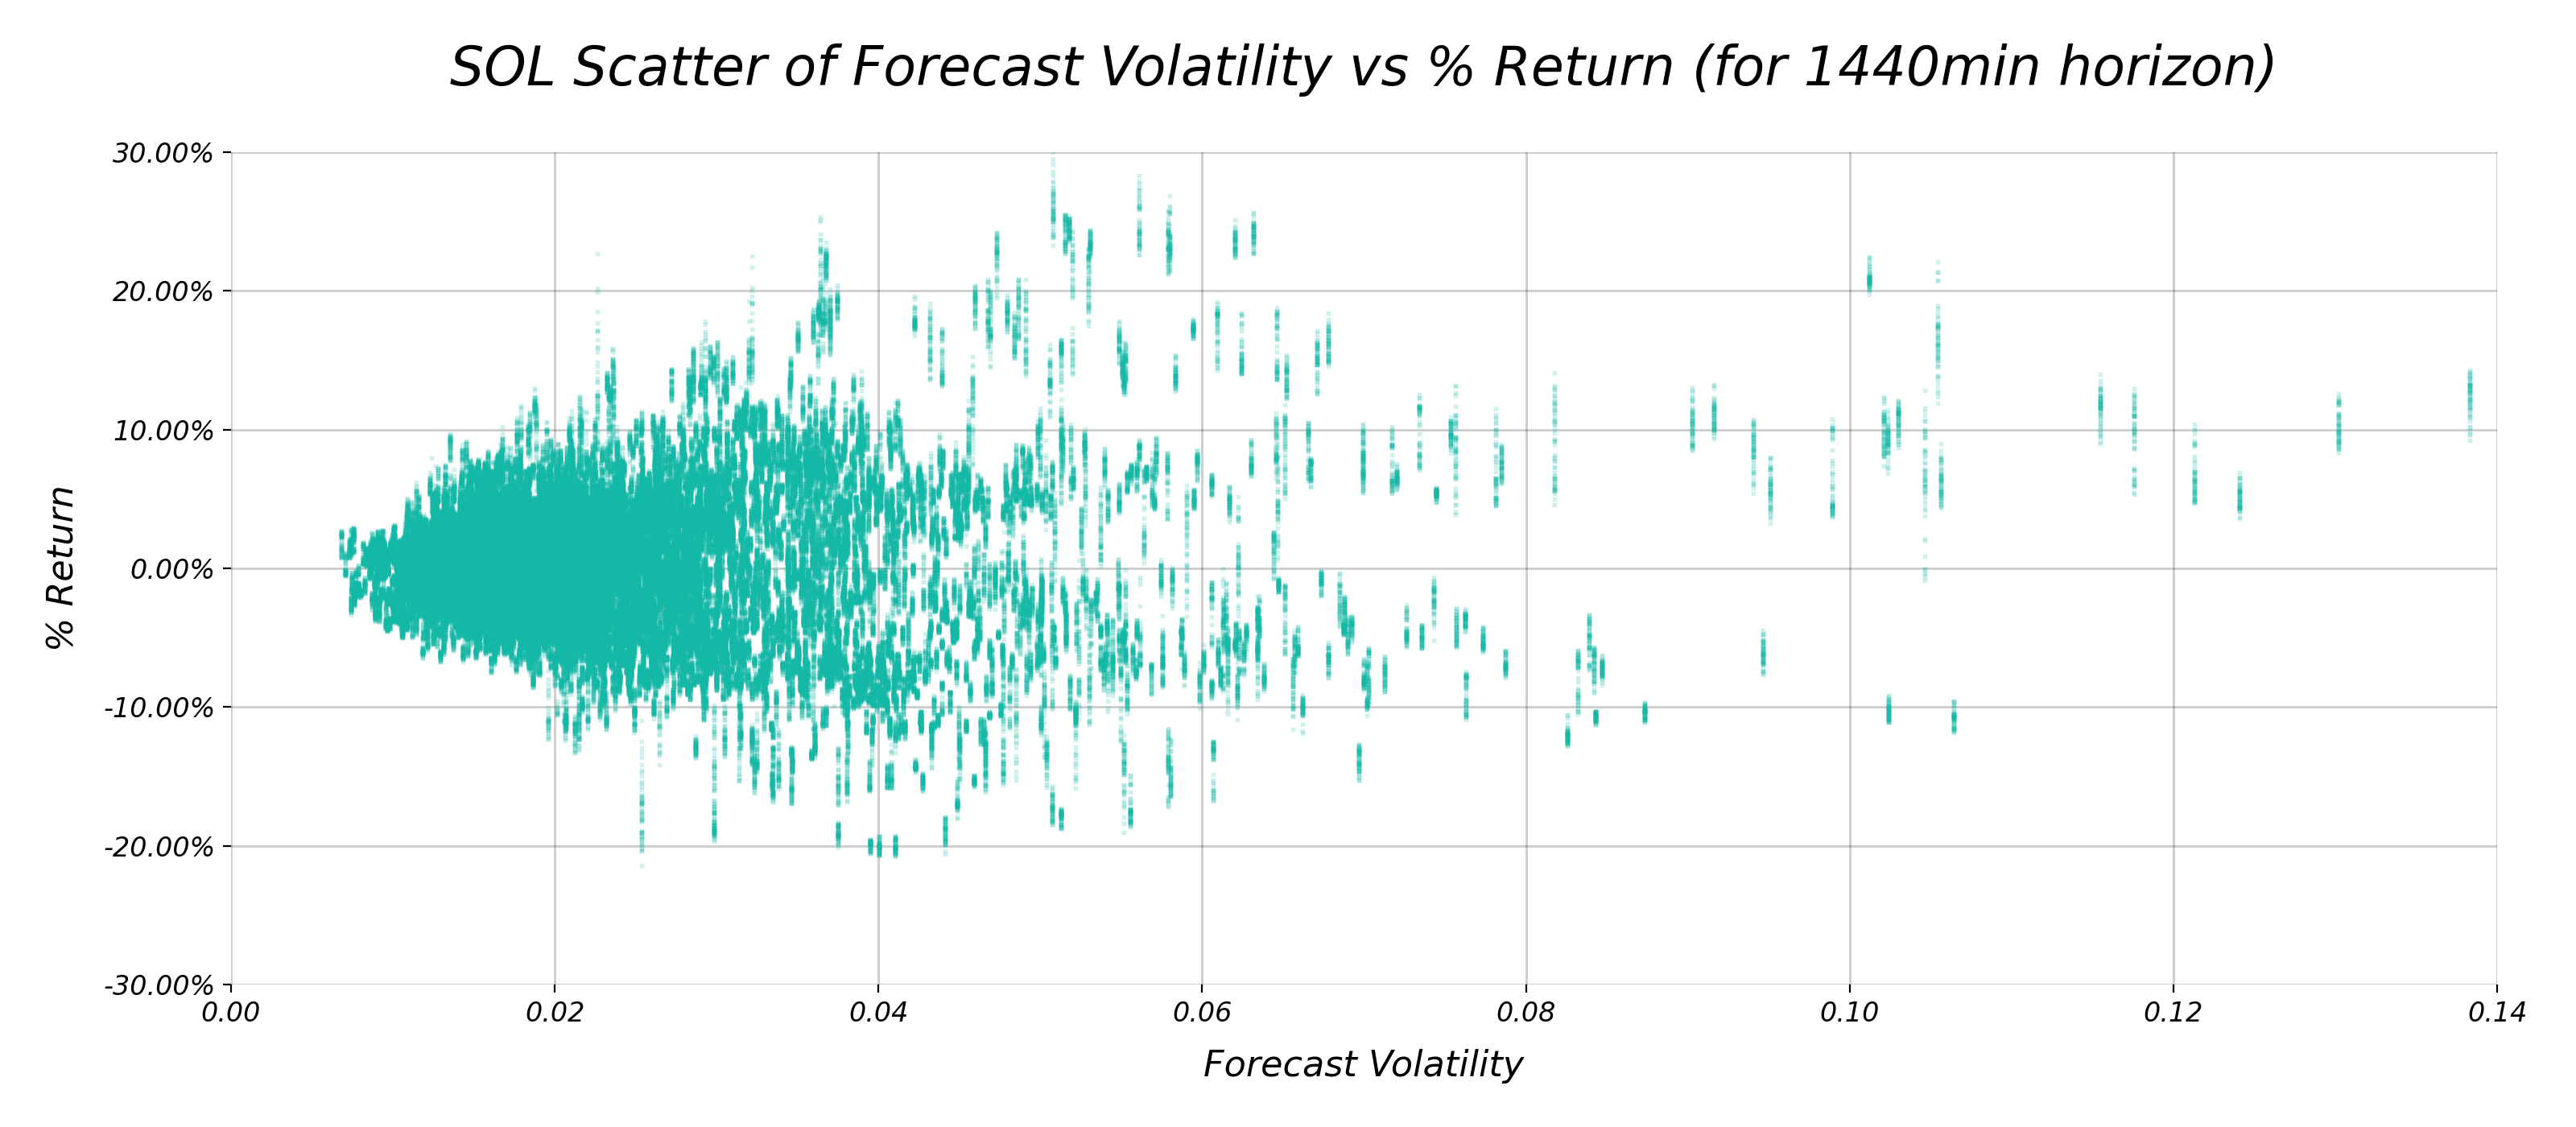 SOL Scatter of Forecast Volatility vs % Return (for 1440min horizon)
30.00%
20.00%
10.00%
0.00%
-10.00%
-20.00%
-30.00%
% Return
0.00 0.02 0.04 0.06 0.08 0.10 0.12 0.14
Forecast Volatility